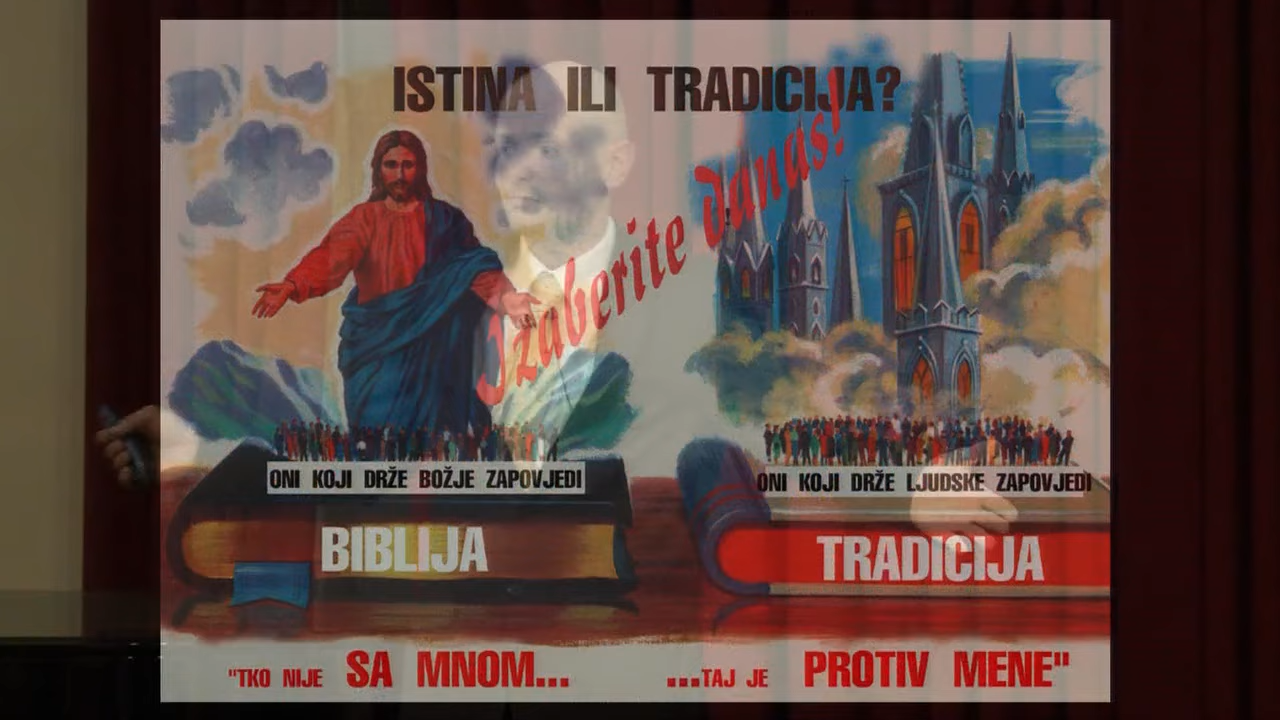 ISTINA ILI TRADICIJA?
Izaberite danas!
ONI KOJI DRŽE BOŽJE ZAPOVJEDI
ONI KOJI DRŽE LJUDSKE ZAPOVJEDI
BIBLIJA
TRADICIJA
"TKO NIJE SA MNOM... ...TAJ JE PROTIV MENE"